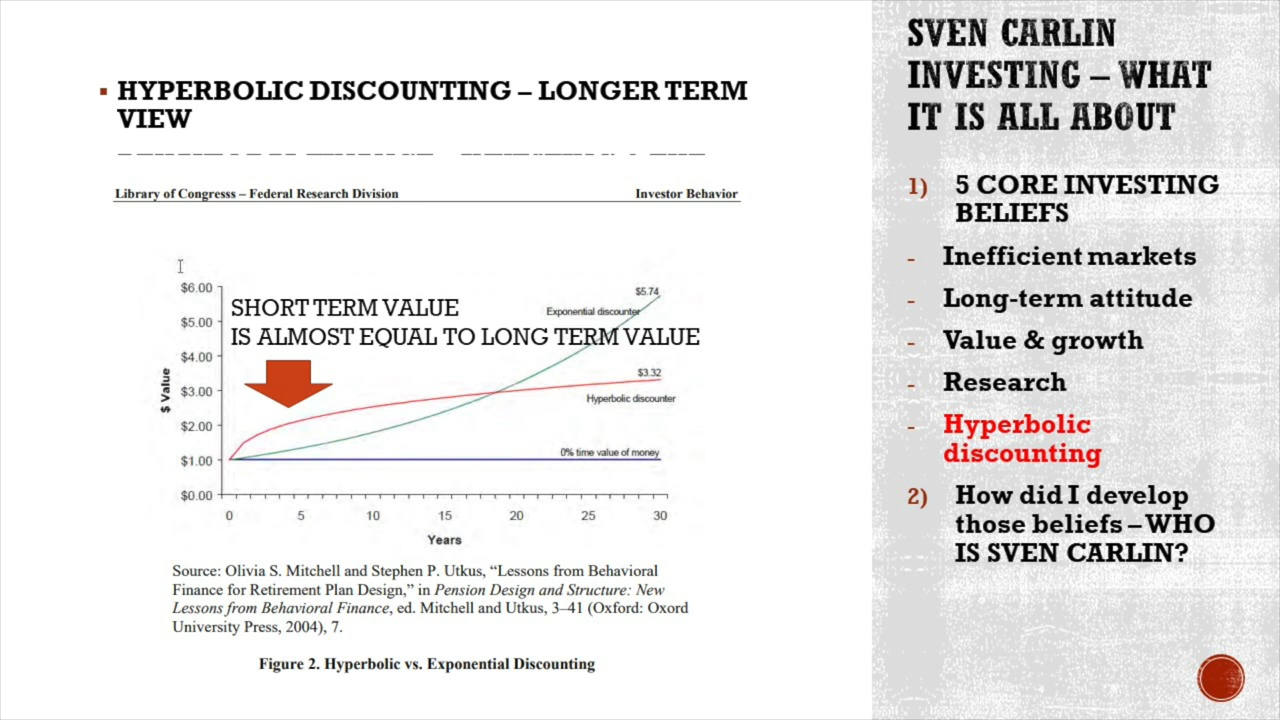 ▪ HYPERBOLIC DISCOUNTING – LONGER TERM
VIEW
Library of Congresss – Federal Research Division
Investor Behavior
$6.00
$5.00
$4.00
$3.00
$2.00
$1.00
$0.00
$ Value
SHORT TERM VALUE
IS ALMOST EQUAL TO LONG TERM VALUE
$5.74
Exponential discounter
$3.32
Hyperbolic discounter
0% time value of money
0 5 10 15 20 25 30
Years
Source: Olivia S. Mitchell and Stephen P. Utkus, “Lessons from Behavioral
Finance for Retirement Plan Design,” in Pension Design and Structure: New
Lessons from Behavioral Finance, ed. Mitchell and Utkus, 3–41 (Oxford: Oxord
University Press, 2004), 7.
Figure 2. Hyperbolic vs. Exponential Discounting
SVEN CARLIN
INVESTING – WHAT
IT IS ALL ABOUT
1) 5 CORE INVESTING
BELIEFS
- Inefficient markets
- Long-term attitude
- Value & growth
- Research
- Hyperbolic
discounting
2) How did I develop
those beliefs – WHO
IS SVEN CARLIN?